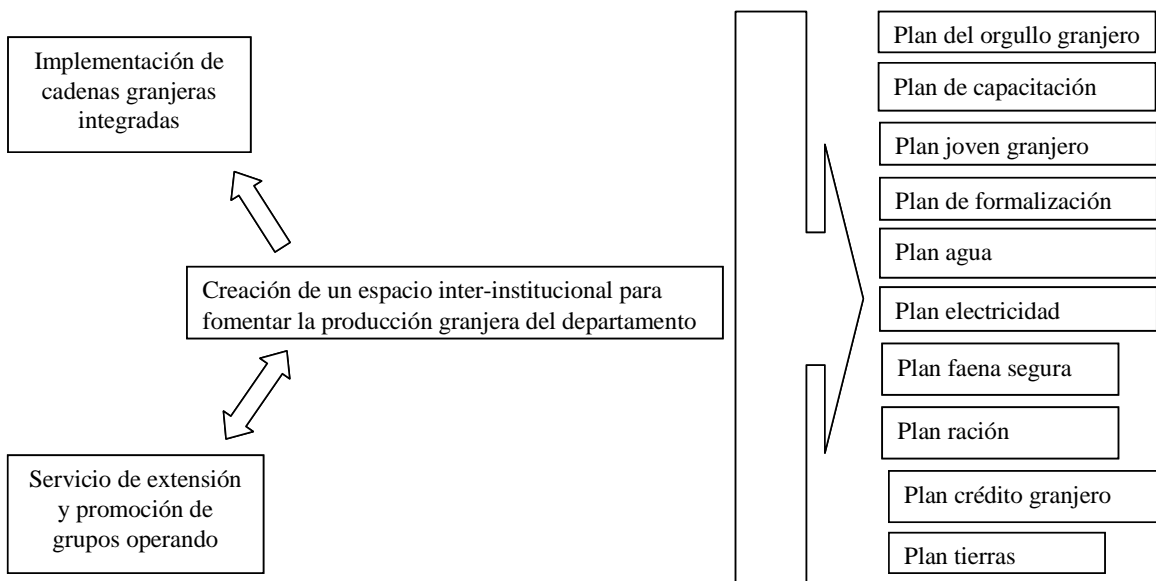 Implementación de
cadenas granjeras
integradas
Creación de un espacio inter-institucional para
fomentar la producción granjera del departamento
Servicio de extensión
y promoción de
grupos operando
Plan del orgullo granjero
Plan de capacitación
Plan joven granjero
Plan de formalización
Plan agua
Plan electricidad
Plan faena segura
Plan ración
Plan crédito granjero
Plan tierras